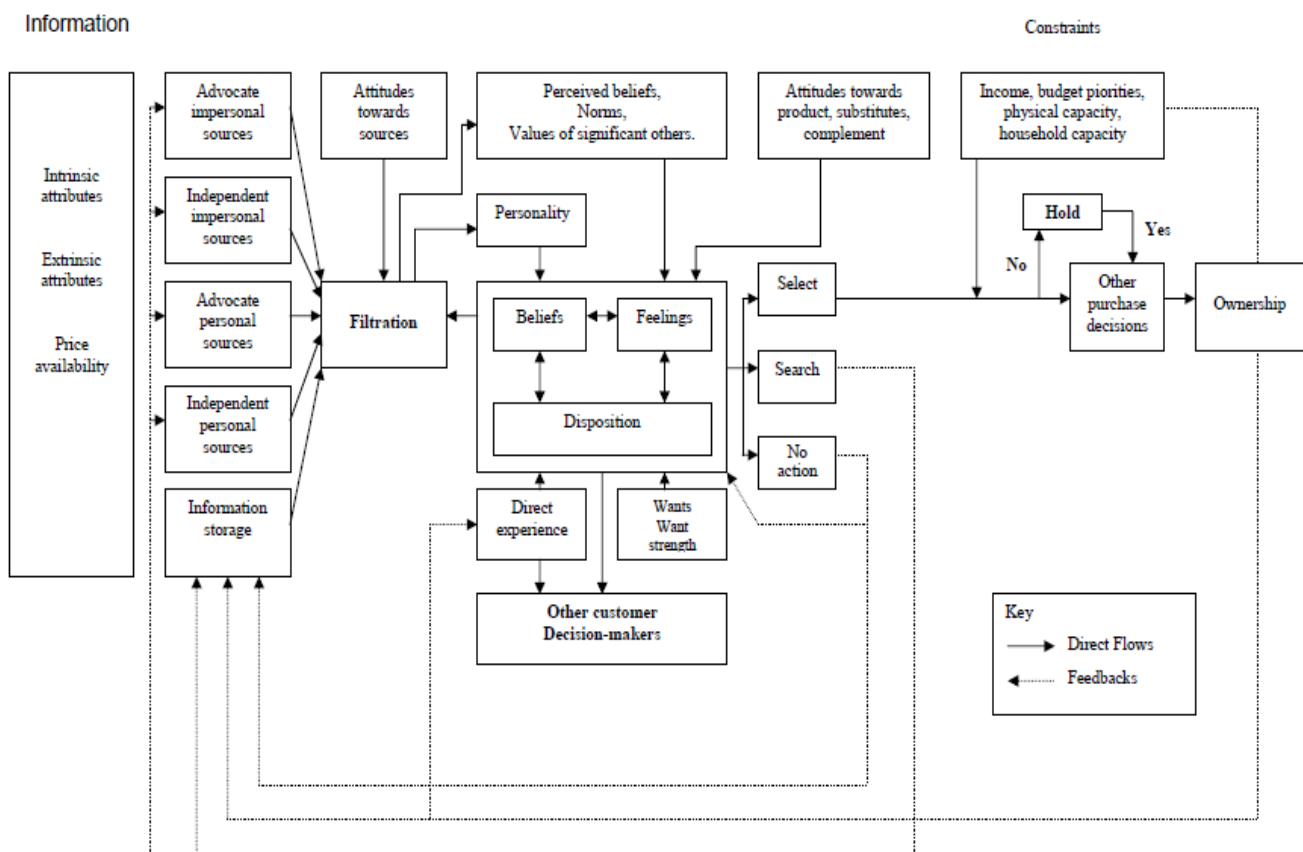 Information
Constraints
Intrinsic
attributes
Extrinsic
attributes
Price
availability
Advocate
impersonal
sources
Independent
impersonal
sources
Advocate
personal
sources
Independent
personal
sources
Information
storage
Attitudes
towards
sources
Filtration
Perceived beliefs,
Norms,
Values of significant others.
Personality
Beliefs
Feelings
Disposition
Direct
experience
Wants
Want
strength
Other customer
Decision-makers
Attitudes towards
product, substitutes,
complement
Select
Search
No
action
Income, budget piorities,
physical capacity,
household capacity
Hold
Yes
No
Other
purchase
decisions
Ownership
Key
Direct Flows
Feedbacks